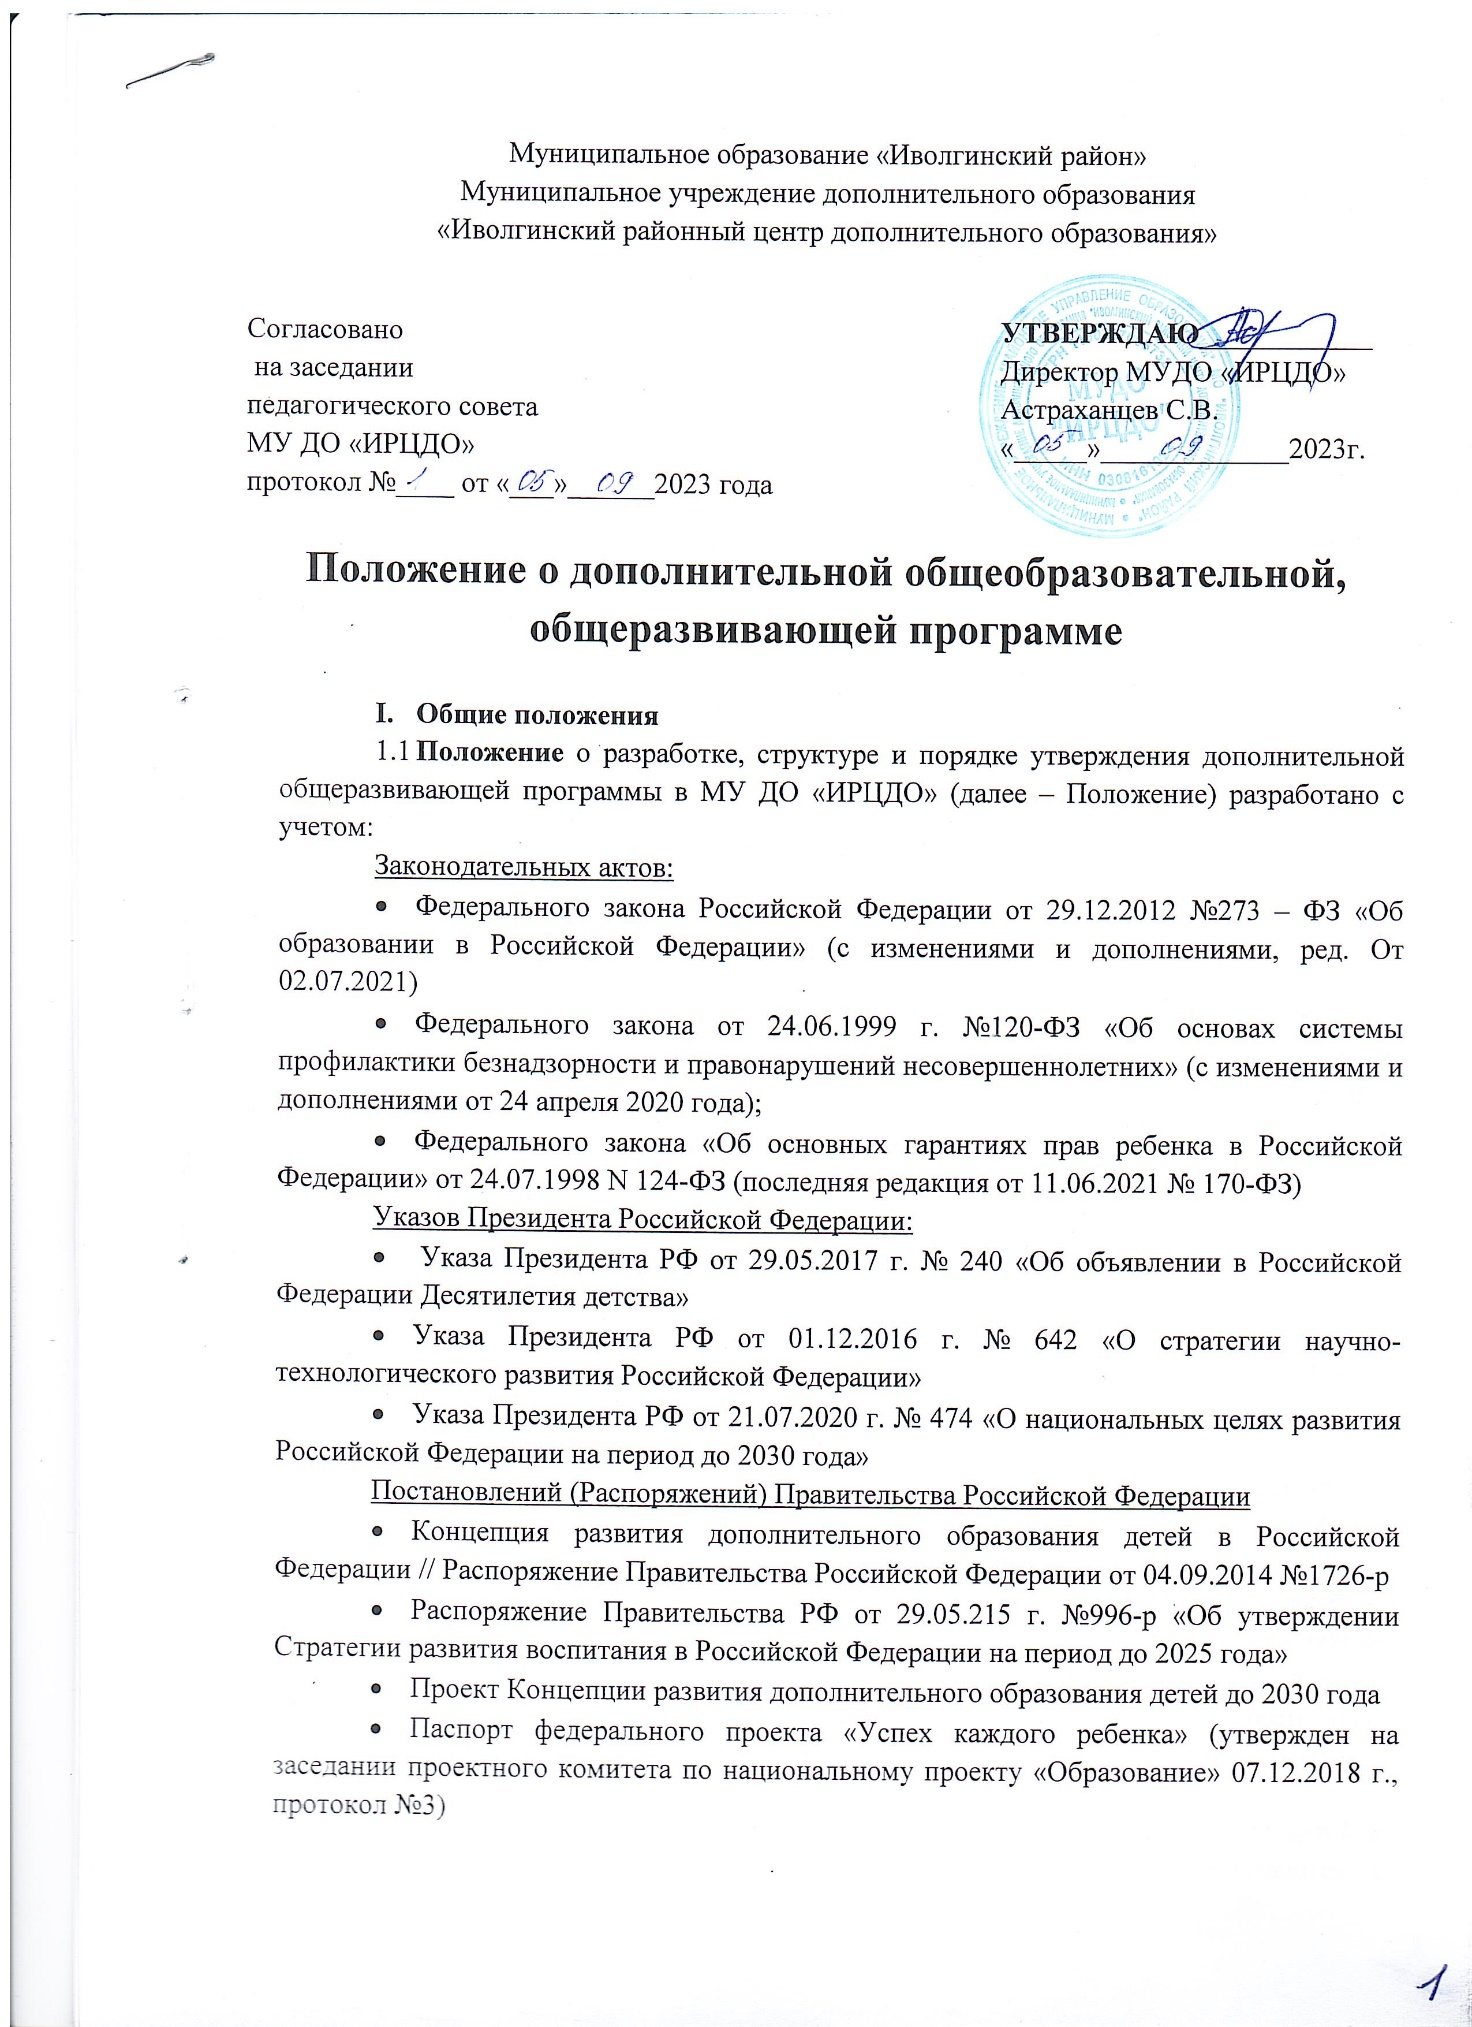 Муниципальное образование «Иволгинский район»
Муниципальное учреждение дополнительного образования
«Иволгинский районный центр дополнительного образования»
Согласовано
на заседании
педагогического совета
МУ ДО «ИРЦДО»
протокол №1 от «05» 09 2023 года
УТВЕРЖДАЮ
Директор МУДО «ИРЦДО»
Астраханцев С.В.
«05» 09 2023г.
МУДО
"ИРЦДО"
Положение о дополнительной общеобразовательной,
общеразвивающей программе
I. Общие положения
1.1 Положение о разработке, структуре и порядке утверждения дополнительной
общеразвивающей программы в МУ ДО «ИРЦДО» (далее – Положение) разработано с
учетом:
Законодательных актов:
• Федерального закона Российской Федерации от 29.12.2012 №273 – ФЗ «Об
образовании в Российской Федерации» (с изменениями и дополнениями, ред. От
02.07.2021)
• Федерального закона от 24.06.1999 г. №120-ФЗ «Об основах системы
профилактики безнадзорности и правонарушений несовершеннолетних» (с изменениями и
дополнениями от 24 апреля 2020 года);
• Федерального закона «Об основных гарантиях прав ребенка в Российской
Федерации» от 24.07.1998 N 124-ФЗ (последняя редакция от 11.06.2021 № 170-ФЗ)
Указов Президента Российской Федерации:
• Указа Президента РФ от 29.05.2017 г. № 240 «Об объявлении в Российской
Федерации Десятилетия детства»
• Указа Президента РФ от 01.12.2016 г. № 642 «О стратегии научно-
технологического развития Российской Федерации»
• Указа Президента РФ от 21.07.2020 г. № 474 «О национальных целях развития
Российской Федерации на период до 2030 года»
Постановлений (Распоряжений) Правительства Российской Федерации
• Концепция развития дополнительного образования детей в Российской
Федерации // Распоряжение Правительства Российской Федерации от 04.09.2014 №1726-р
• Распоряжение Правительства РФ от 29.05.215 г. №996-р «Об утверждении
Стратегии развития воспитания в Российской Федерации на период до 2025 года»
• Проект Концепции развития дополнительного образования детей до 2030 года
• Паспорт федерального проекта «Успех каждого ребенка» (утвержден на
заседании проектного комитета по национальному проекту «Образование» 07.12.2018 г.,
протокол №3)
1